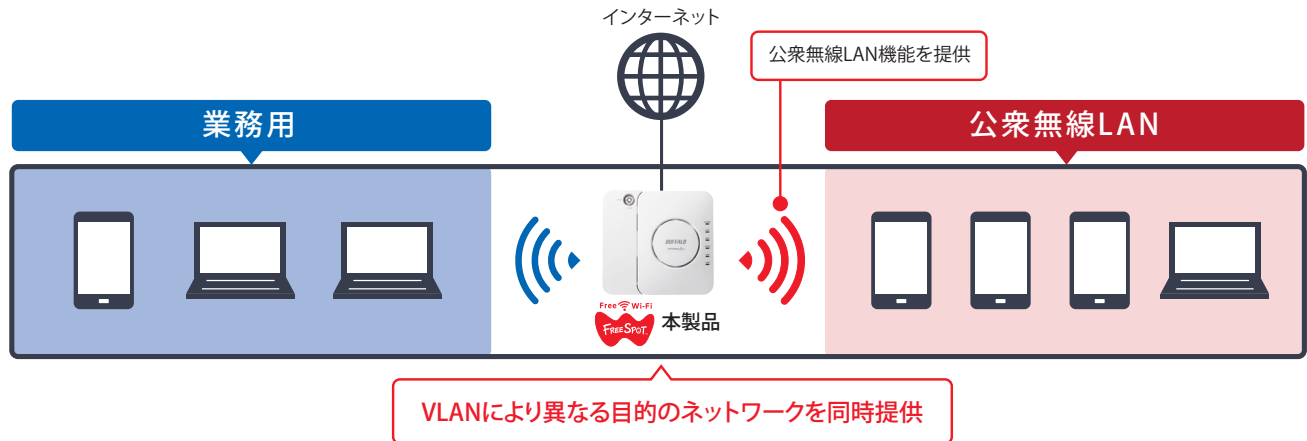 インターネット
公衆無線LAN機能を提供
業務用
公衆無線LAN
BUFFALO
Free Wi-Fi
FREESPOT
本製品
VLANにより異なる目的のネットワークを同時提供